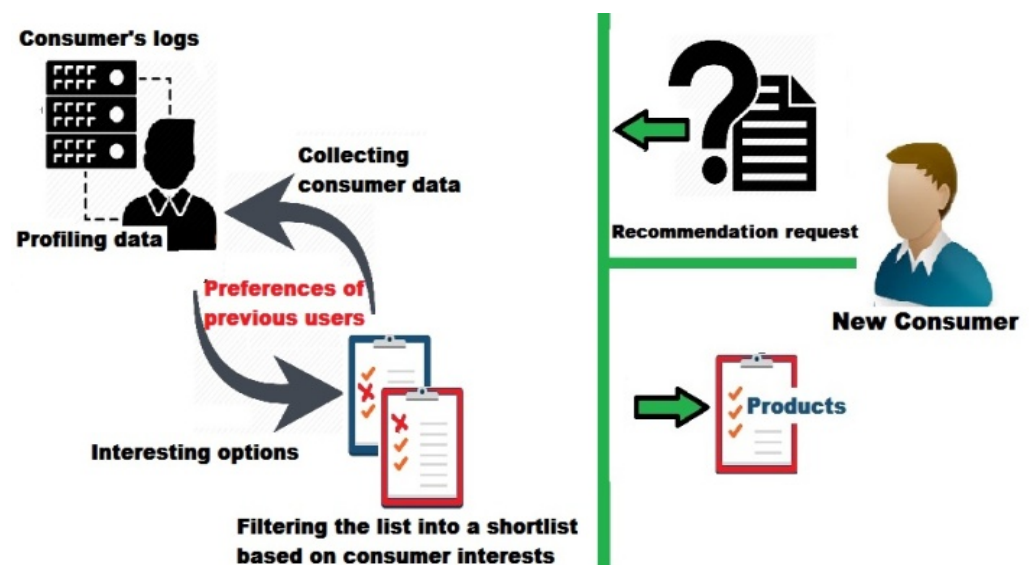 Consumer's logs
Collecting
consumer data
Profiling data
Preferences of
previous users
Interesting options
Filtering the list into a shortlist
based on consumer interests
Recommendation request
New Consumer
Products